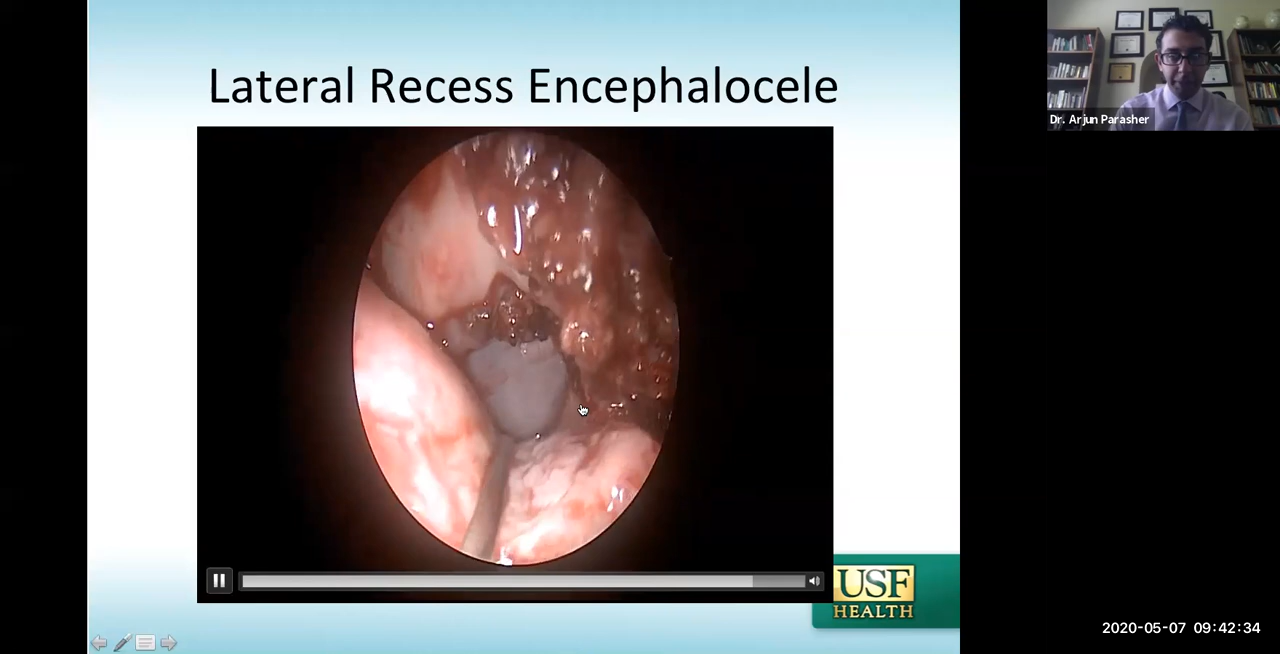 Lateral Recess Encephalocele
Dr. Arjun Parasher
USF
HEALTH
2020-05-07 09:42:34